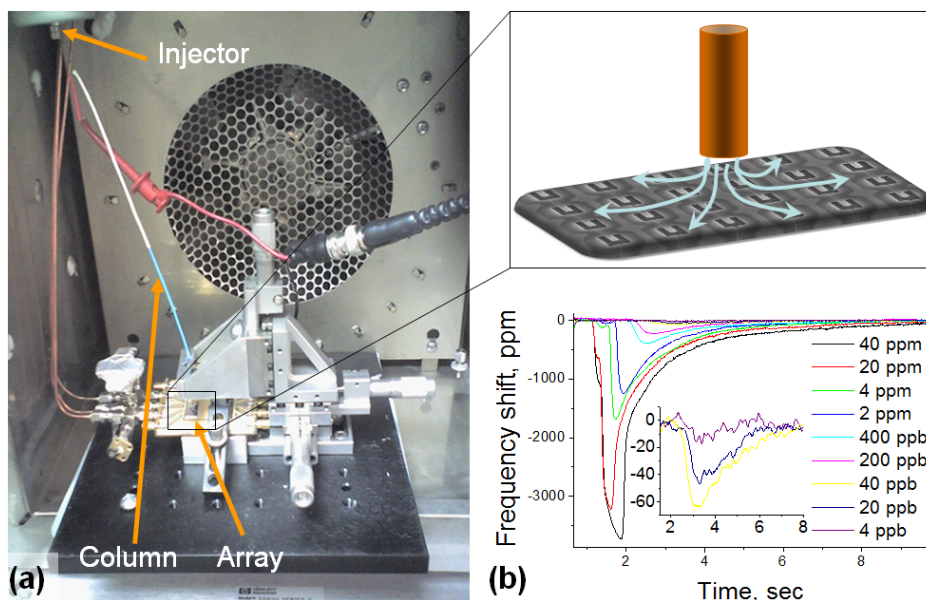 Injector
Column
Array
(a)
(b)
Frequency shift, ppm
0
-1000
-2000
-3000
2
4
6
8
Time, sec
40 ppm
20 ppm
4 ppm
2 ppm
400 ppb
200 ppb
40 ppb
20 ppb
4 ppb
0
-20
-40
-60
2
4
6
8
HEWLETT
PACKARD